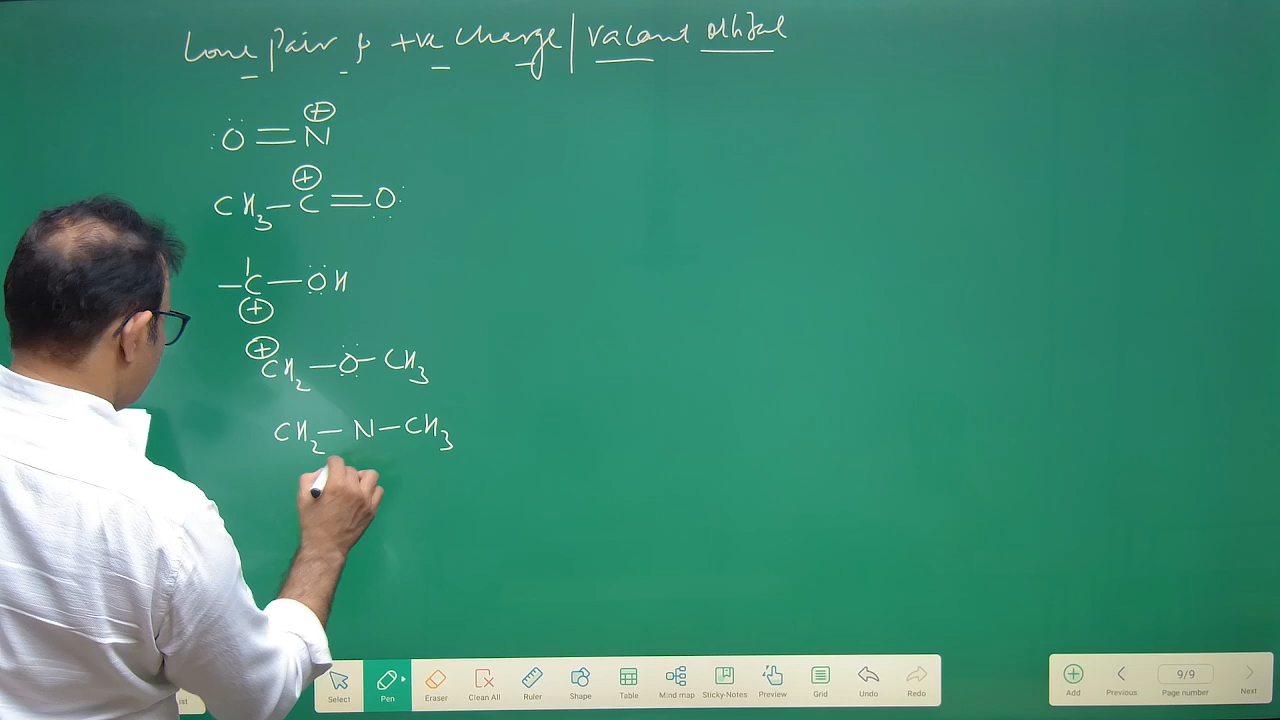 Lone pair & +ve charge | vacant orbital
:Ö=N⊕
CH3-C⊕=O:
-C⊕-OH
⊕CH2-O-CH3
CH2-N-CH3
Select Pen Eraser Clean All Ruler Shape Table Mind map Sticky-Notes Preview Grid Undo Redo
Add Previous 9/9 Page number Next